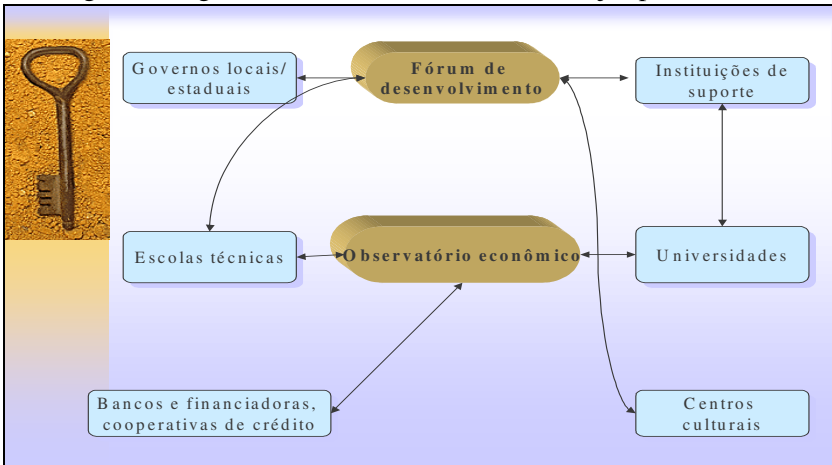 Governos locais/
estaduais
Fórum de
desenvolvimento
Instituições de
suporte
Escolas técnicas
Observatório econômico
Universidades
Bancos e financiadoras,
cooperativas de crédito
Centros
culturais